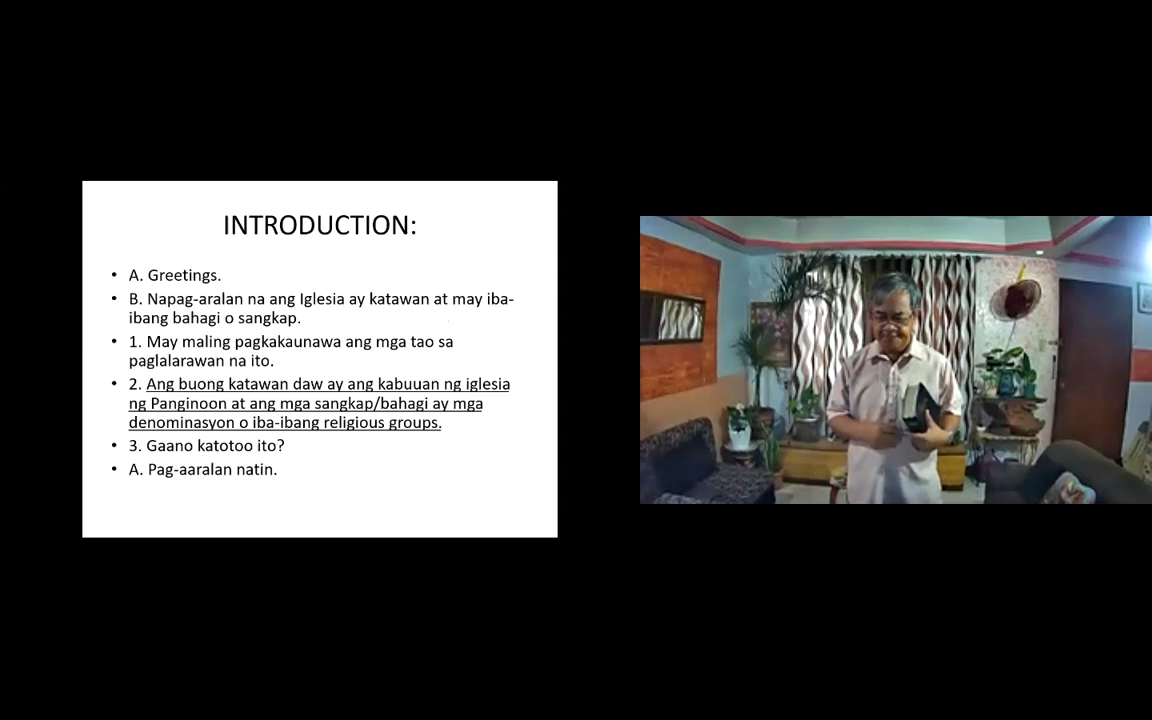 INTRODUCTION:
• A. Greetings.
• B. Napag-aralan na ang Iglesia ay katawan at may iba-
ibang bahagi o sangkap.
• 1. May maling pagkakaunawa ang mga tao sa
paglalarawan na ito.
• 2. Ang buong katawan daw ay ang kabuuan ng iglesia
ng Panginoon at ang mga sangkap/bahagi ay mga
denominasyon o iba-ibang religious groups.
• 3. Gaano katotoo ito?
• A. Pag-aaralan natin.